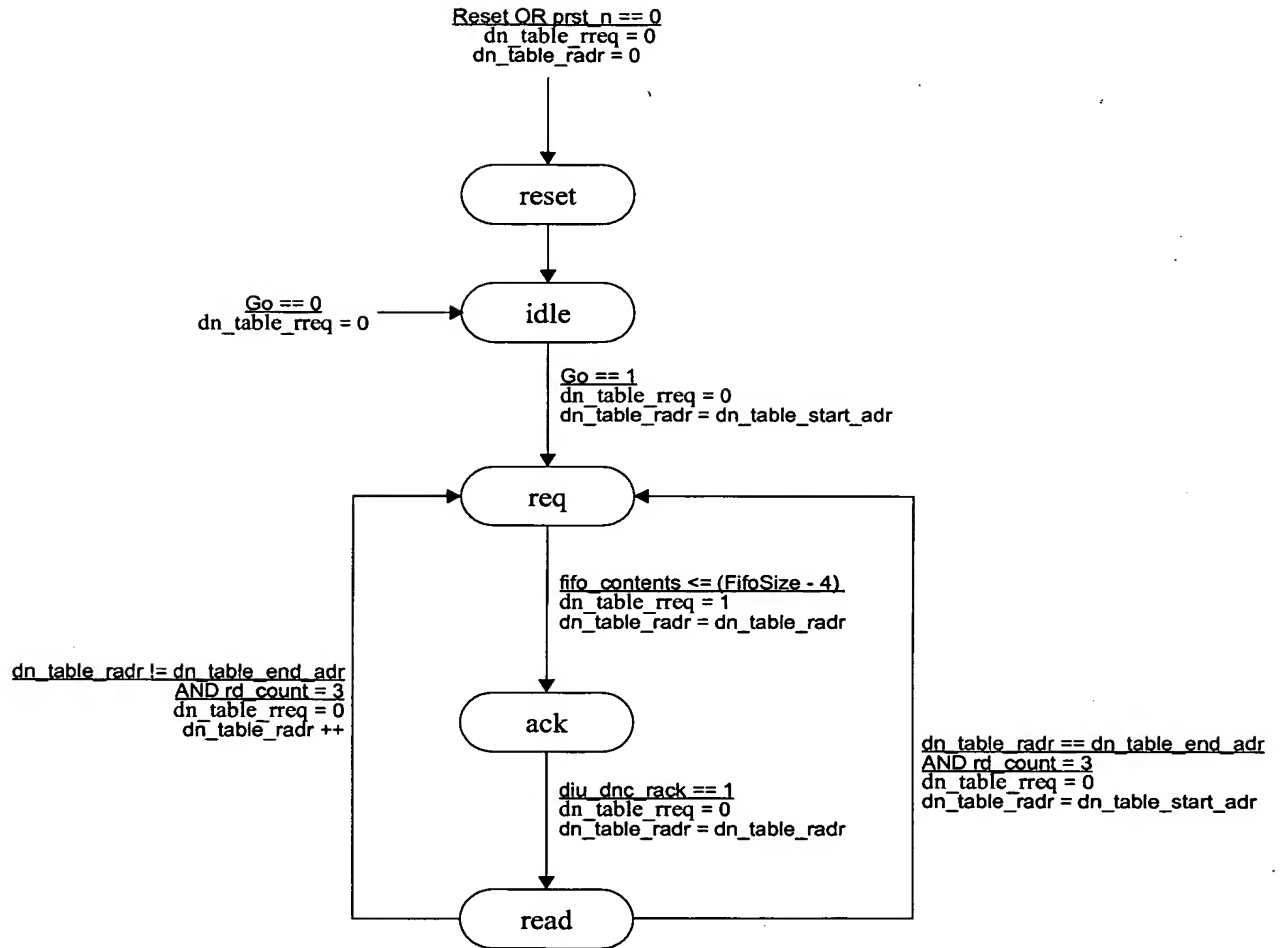 Reset OR prst_n == 0
dn_table_rreq = 0
dn_table_radr = 0
reset
Go == 0
dn_table_rreq = 0
idle
Go == 1
dn_table_rreq = 0
dn_table_radr = dn_table_start_adr
req
fifo_contents <= (FifoSize - 4)
dn_table_rreq = 1
dn_table_radr = dn_table_radr
dn_table_radr != dn_table_end_adr
AND rd_count = 3
dn_table_rreq = 0
dn_table_radr ++
ack
dn_table_radr == dn_table_end_adr
AND rd_count = 3
dn_table_rreq = 0
dn_table_radr = dn_table_start_adr
diu_dnc_rack == 1
dn_table_rreq = 0
dn_table_radr = dn_table_radr
read